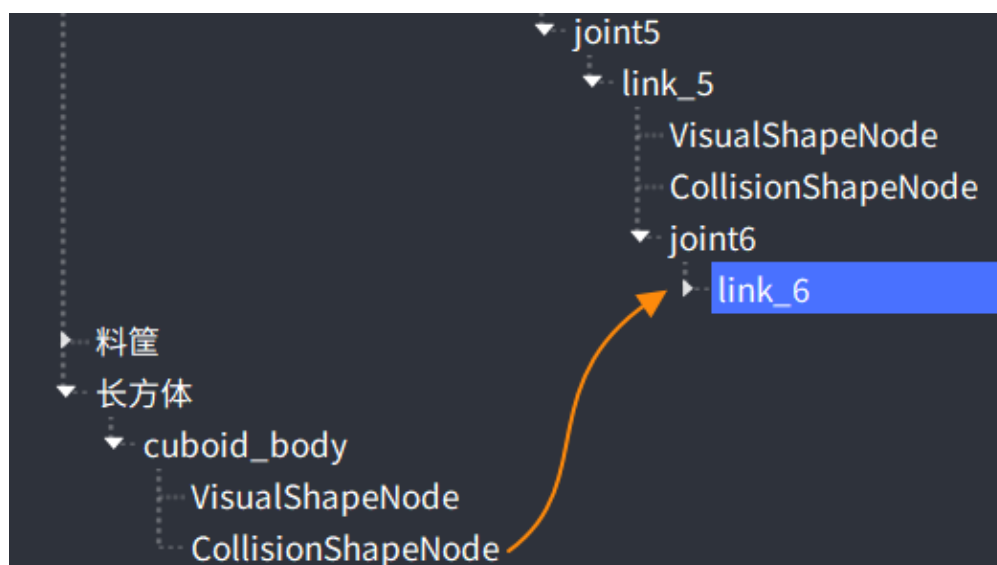 joint5
link_5
VisualShapeNode
CollisionShapeNode
joint6
link_6
料筐
长方体
cuboid_body
VisualShapeNode
CollisionShapeNode